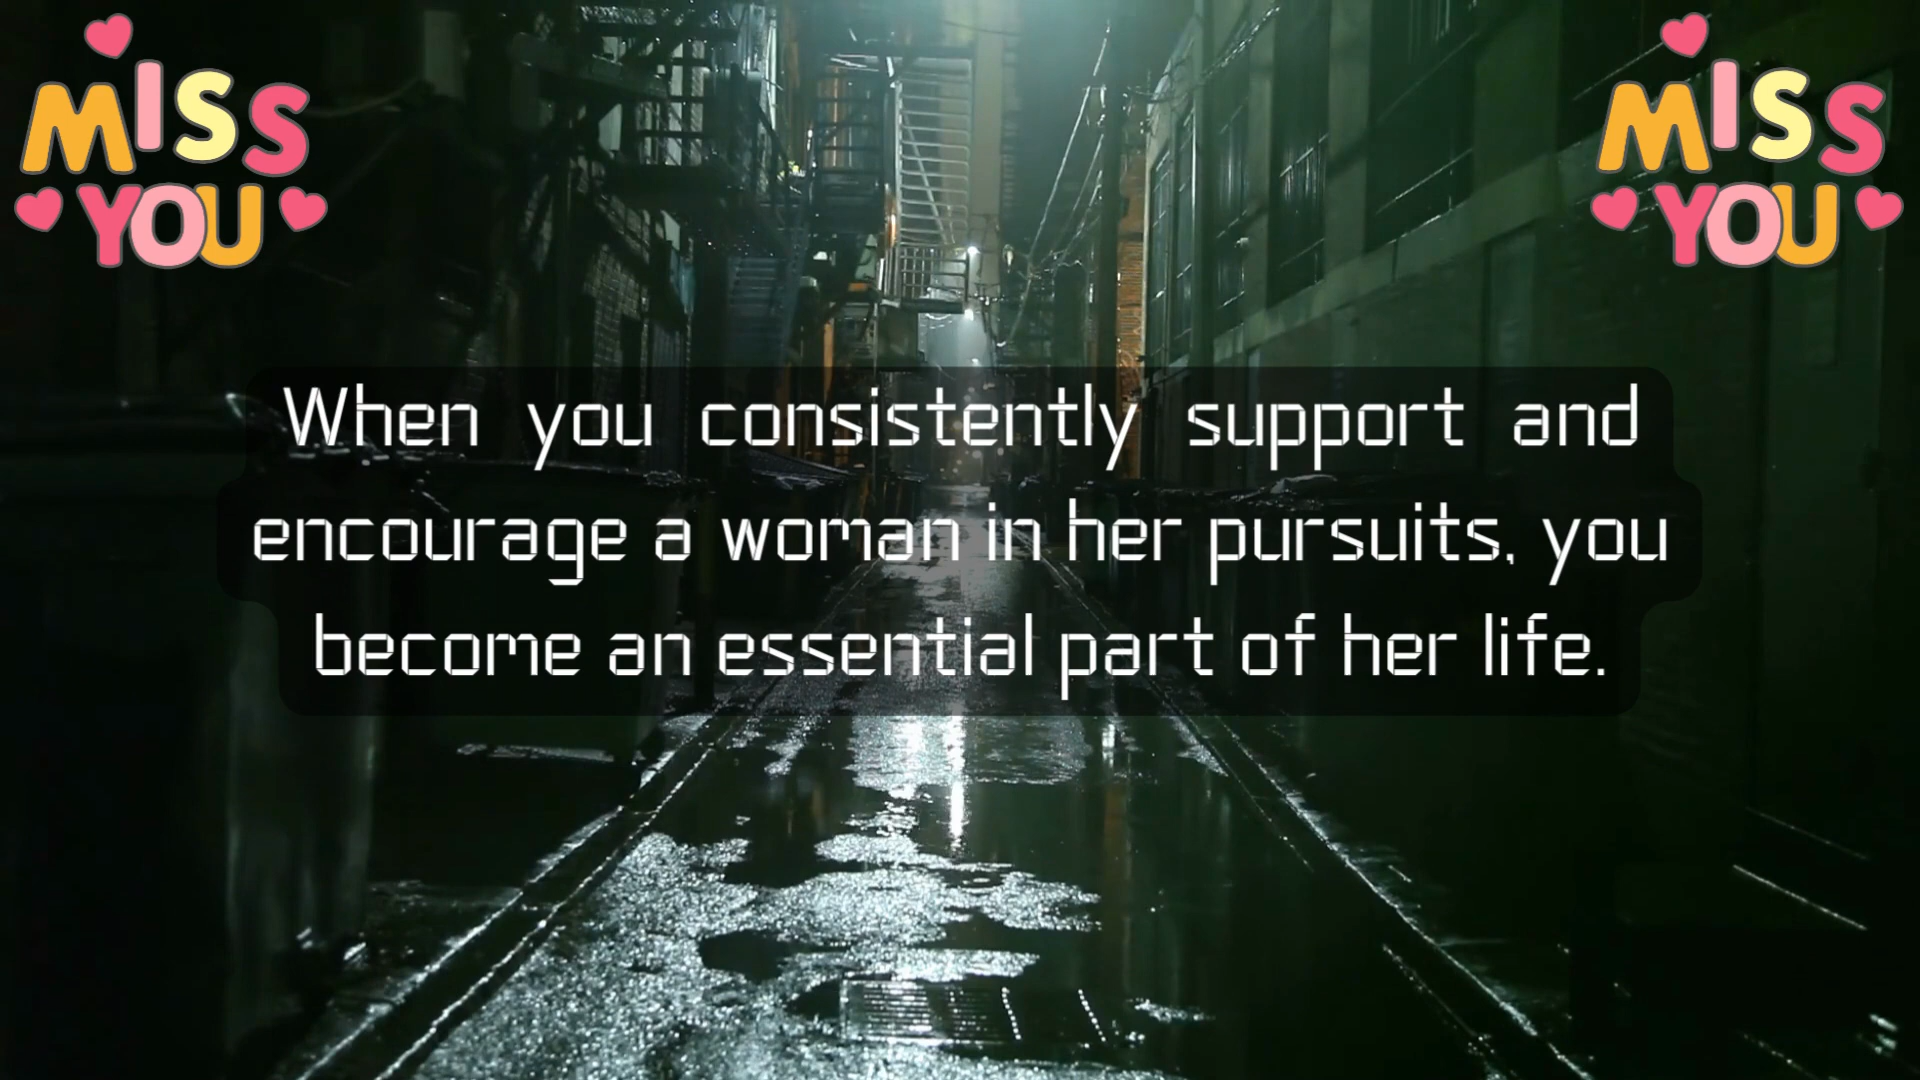 MISS
YOU
MISS
YOU
When you consistently support and
encourage a woman in her pursuits, you
become an essential part of her life.